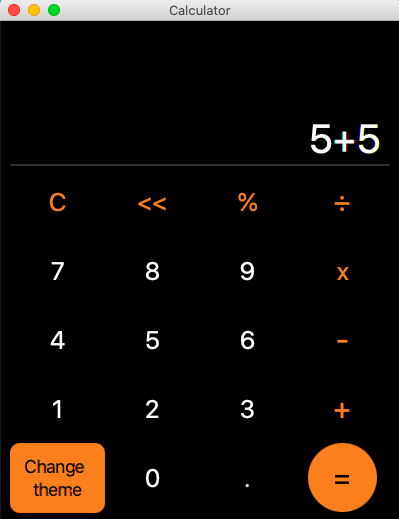 Calculator
5+5
C << % ÷
7 8 9 x
4 5 6 -
1 2 3 +
Change
theme
0 . =